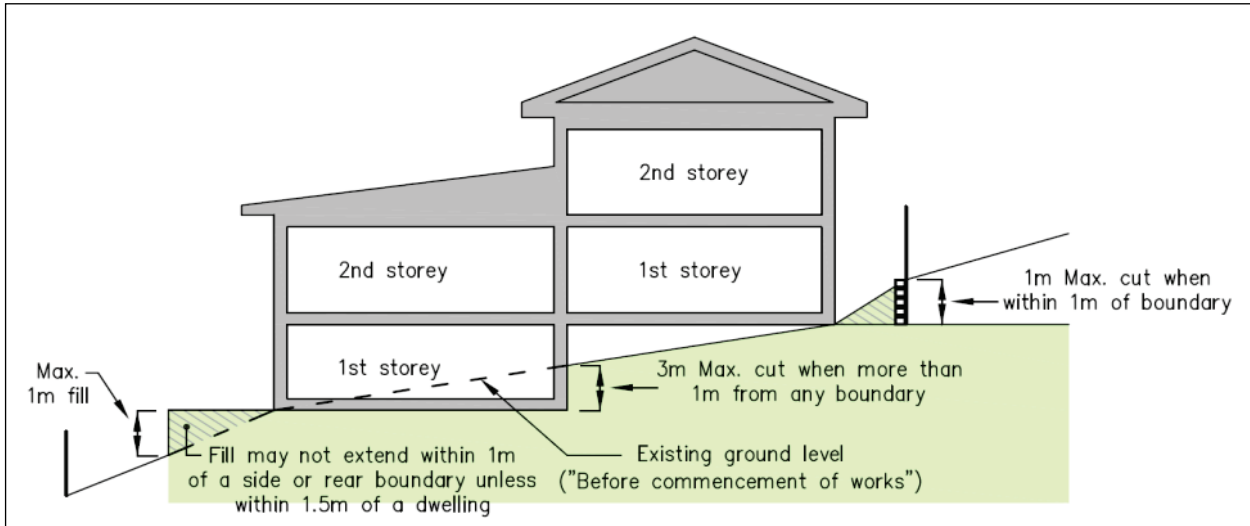 2nd storey
2nd storey
1st storey
1m Max. cut when
within 1m of boundary
1st storey
Max.
1m fill
3m Max. cut when more than
1m from any boundary
Fill may not extend within 1m
of a side or rear boundary unless
within 1.5m of a dwelling
Existing ground level
("Before commencement of works")